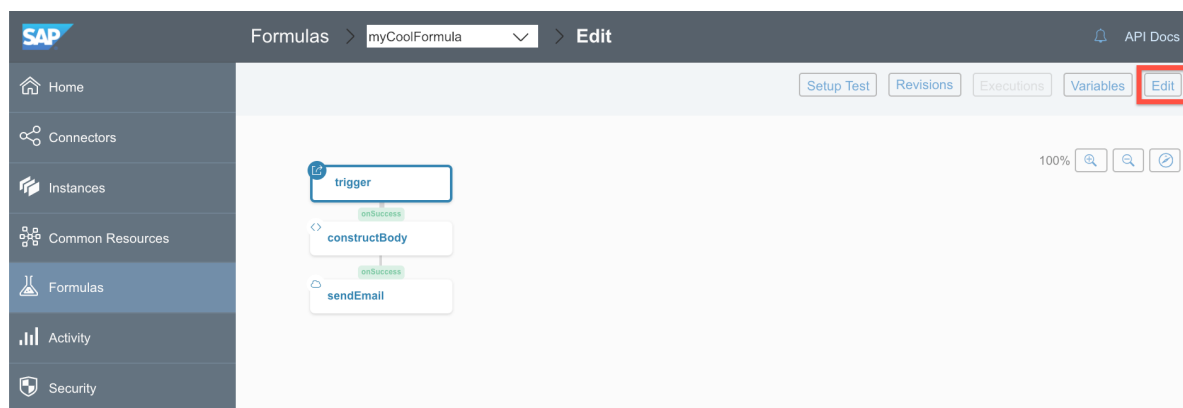 SAP Formulas > myCoolFormula > Edit API Docs
Home
Setup Test Revisions Executions Variables Edit
Connectors
100%
trigger
Instances
onSuccess
constructBody
Common Resources
onSuccess
Formulas
sendEmail
Activity
Security